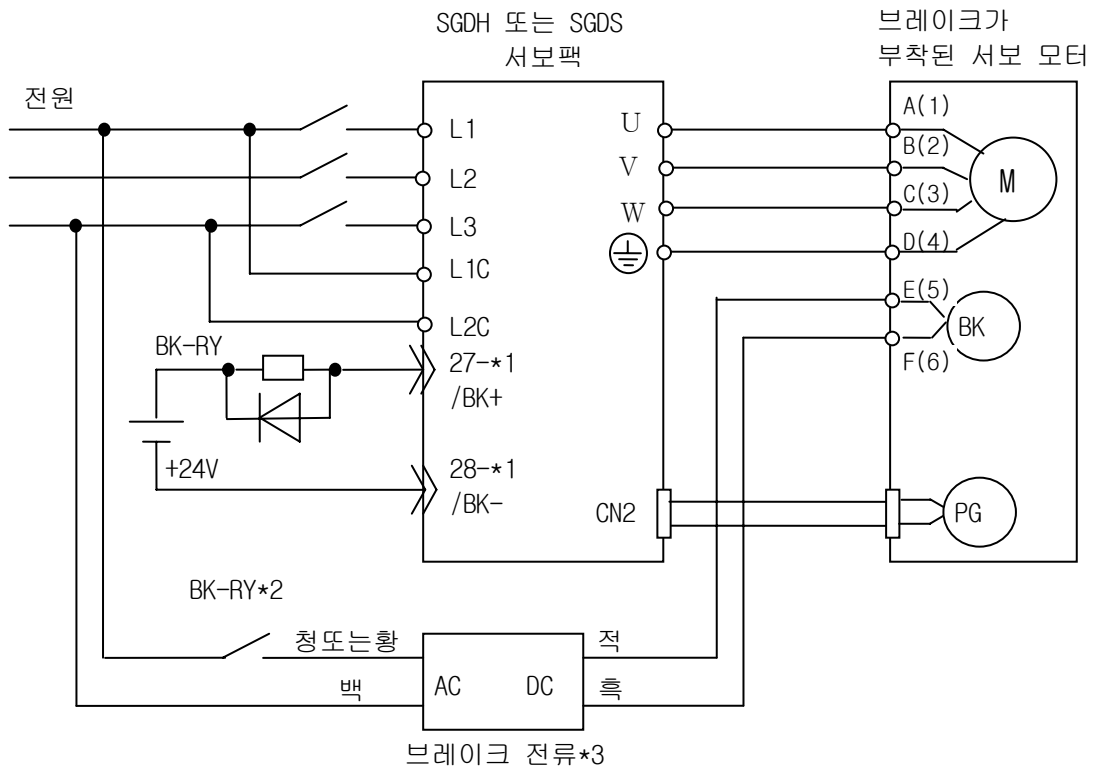 SGDH 또는 SGDS
서보팩
브레이크가
부착된 서보 모터
전원
L1
L2
L3
L1C
L2C
U
V
W
A(1)
B(2)
C(3)
D(4)
M
E(5)
F(6)
BK
BK-RY
27-*1
/BK+
+24V
28-*1
/BK-
CN2
PG
BK-RY*2
청또는황
백
AC
DC
적
흑
브레이크 전류*3